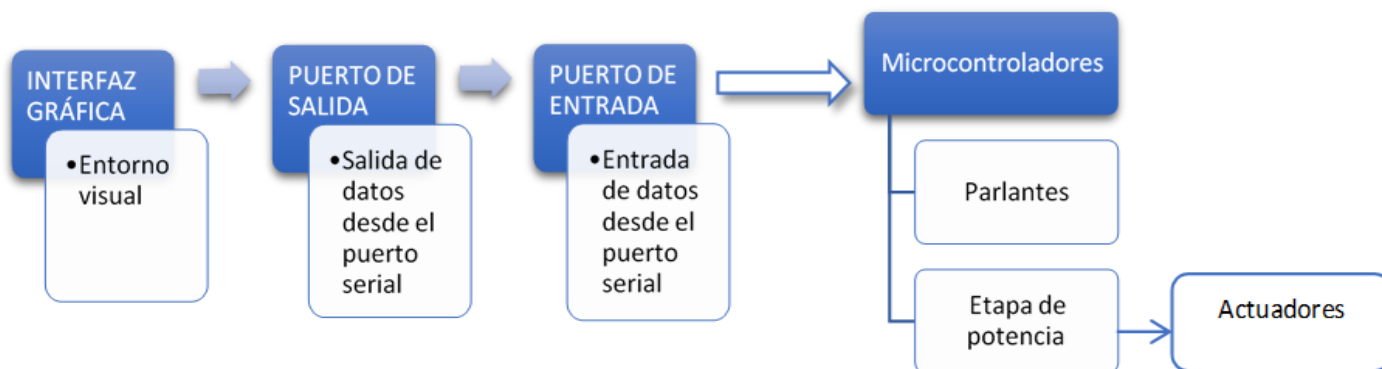 INTERFAZ
GRÁFICA
•Entorno
visual
PUERTO DE
SALIDA
•Salida de
datos
desde el
puerto
serial
PUERTO DE
ENTRADA
•Entrada
de datos
desde el
puerto
serial
Microcontroladores
Parlantes
Etapa de
potencia
Actuadores